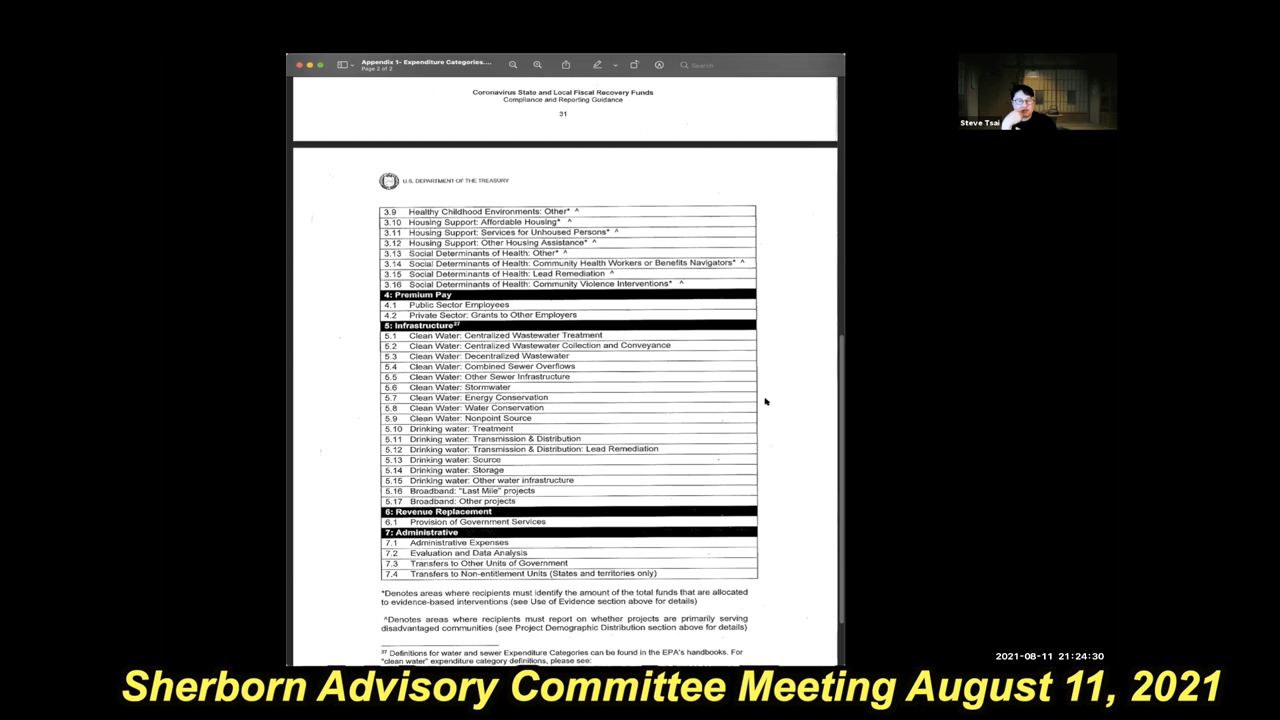 Appendix 1- Expenditure Categories....
Page 2 of 2
Search
Coronavirus State and Local Fiscal Recovery Funds
Compliance and Reporting Guidance
31
U.S. DEPARTMENT OF THE TREASURY
3.9 Healthy Childhood Environments: Other* ^
3.10 Housing Support: Affordable Housing* ^
3.11 Housing Support: Services for Unhoused Persons* ^
3.12 Housing Support: Other Housing Assistance* ^
3.13 Social Determinants of Health: Other* ^
3.14 Social Determinants of Health: Community Health Workers or Benefits Navigators* ^
3.15 Social Determinants of Health: Lead Remediation ^
3.16 Social Determinants of Health: Community Violence Interventions* ^
4: Premium Pay
4.1 Public Sector Employees
4.2 Private Sector: Grants to Other Employers
5: Infrastructure27
5.1 Clean Water: Centralized Wastewater Treatment
5.2 Clean Water: Centralized Wastewater Collection and Conveyance
5.3 Clean Water: Decentralized Wastewater
5.4 Clean Water: Combined Sewer Overflows
5.5 Clean Water: Other Sewer Infrastructure
5.6 Clean Water: Stormwater
5.7 Clean Water: Energy Conservation
5.8 Clean Water: Water Conservation
5.9 Clean Water: Nonpoint Source
5.10 Drinking water: Treatment
5.11 Drinking water: Transmission & Distribution
5.12 Drinking water: Transmission & Distribution: Lead Remediation
5.13 Drinking water: Source
5.14 Drinking water: Storage
5.15 Drinking water: Other water infrastructure
5.16 Broadband: "Last Mile" projects
5.17 Broadband: Other projects
6: Revenue Replacement
6.1 Provision of Government Services
7: Administrative
7.1 Administrative Expenses
7.2 Evaluation and Data Analysis
7.3 Transfers to Other Units of Government
7.4 Transfers to Non-entitlement Units (States and territories only)
*Denotes areas where recipients must identify the amount of the total funds that are allocated
to evidence-based interventions (see Use of Evidence section above for details)
^Denotes areas where recipients must report on whether projects are primarily serving
disadvantaged communities (see Project Demographic Distribution section above for details)
27 Definitions for water and sewer Expenditure Categories can be found in the EPA's handbooks. For
"clean water" expenditure category definitions, please see:
Steve Tsai
2021-08-11 21:24:30
Sherborn Advisory Committee Meeting August 11, 2021